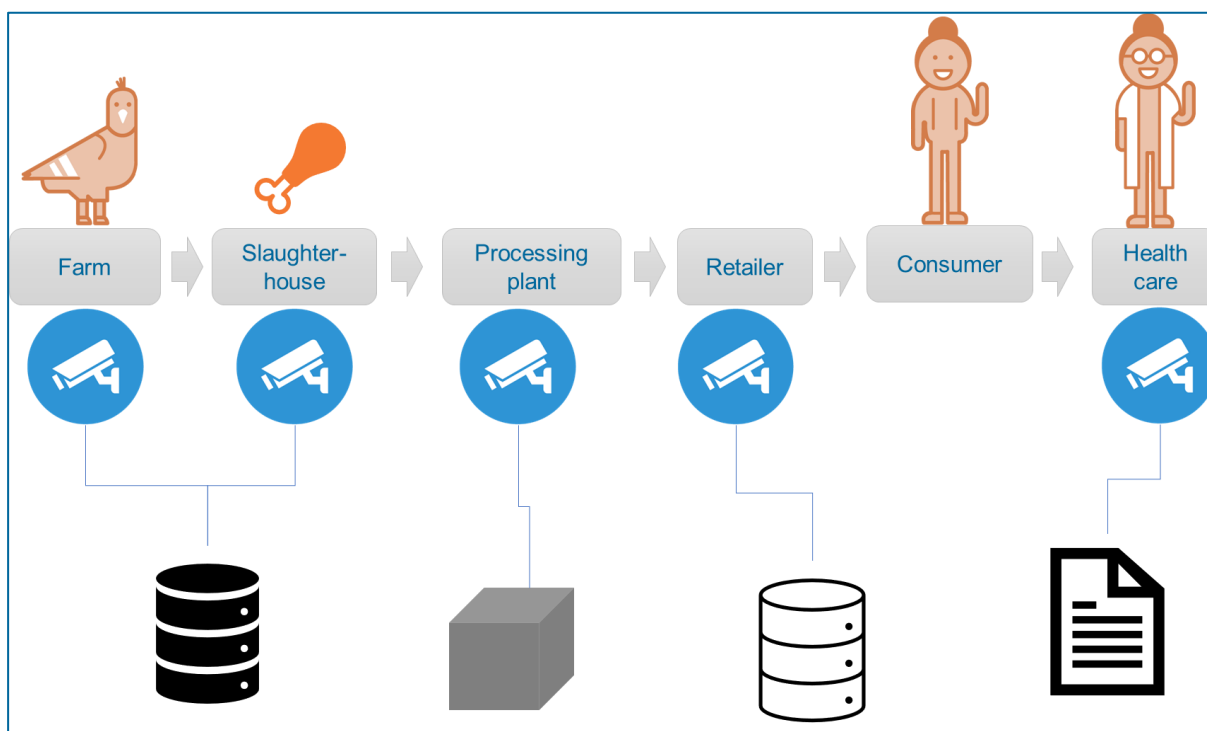 Farm
Slaughter-
house
Processing
plant
Retailer
Consumer
Health
care